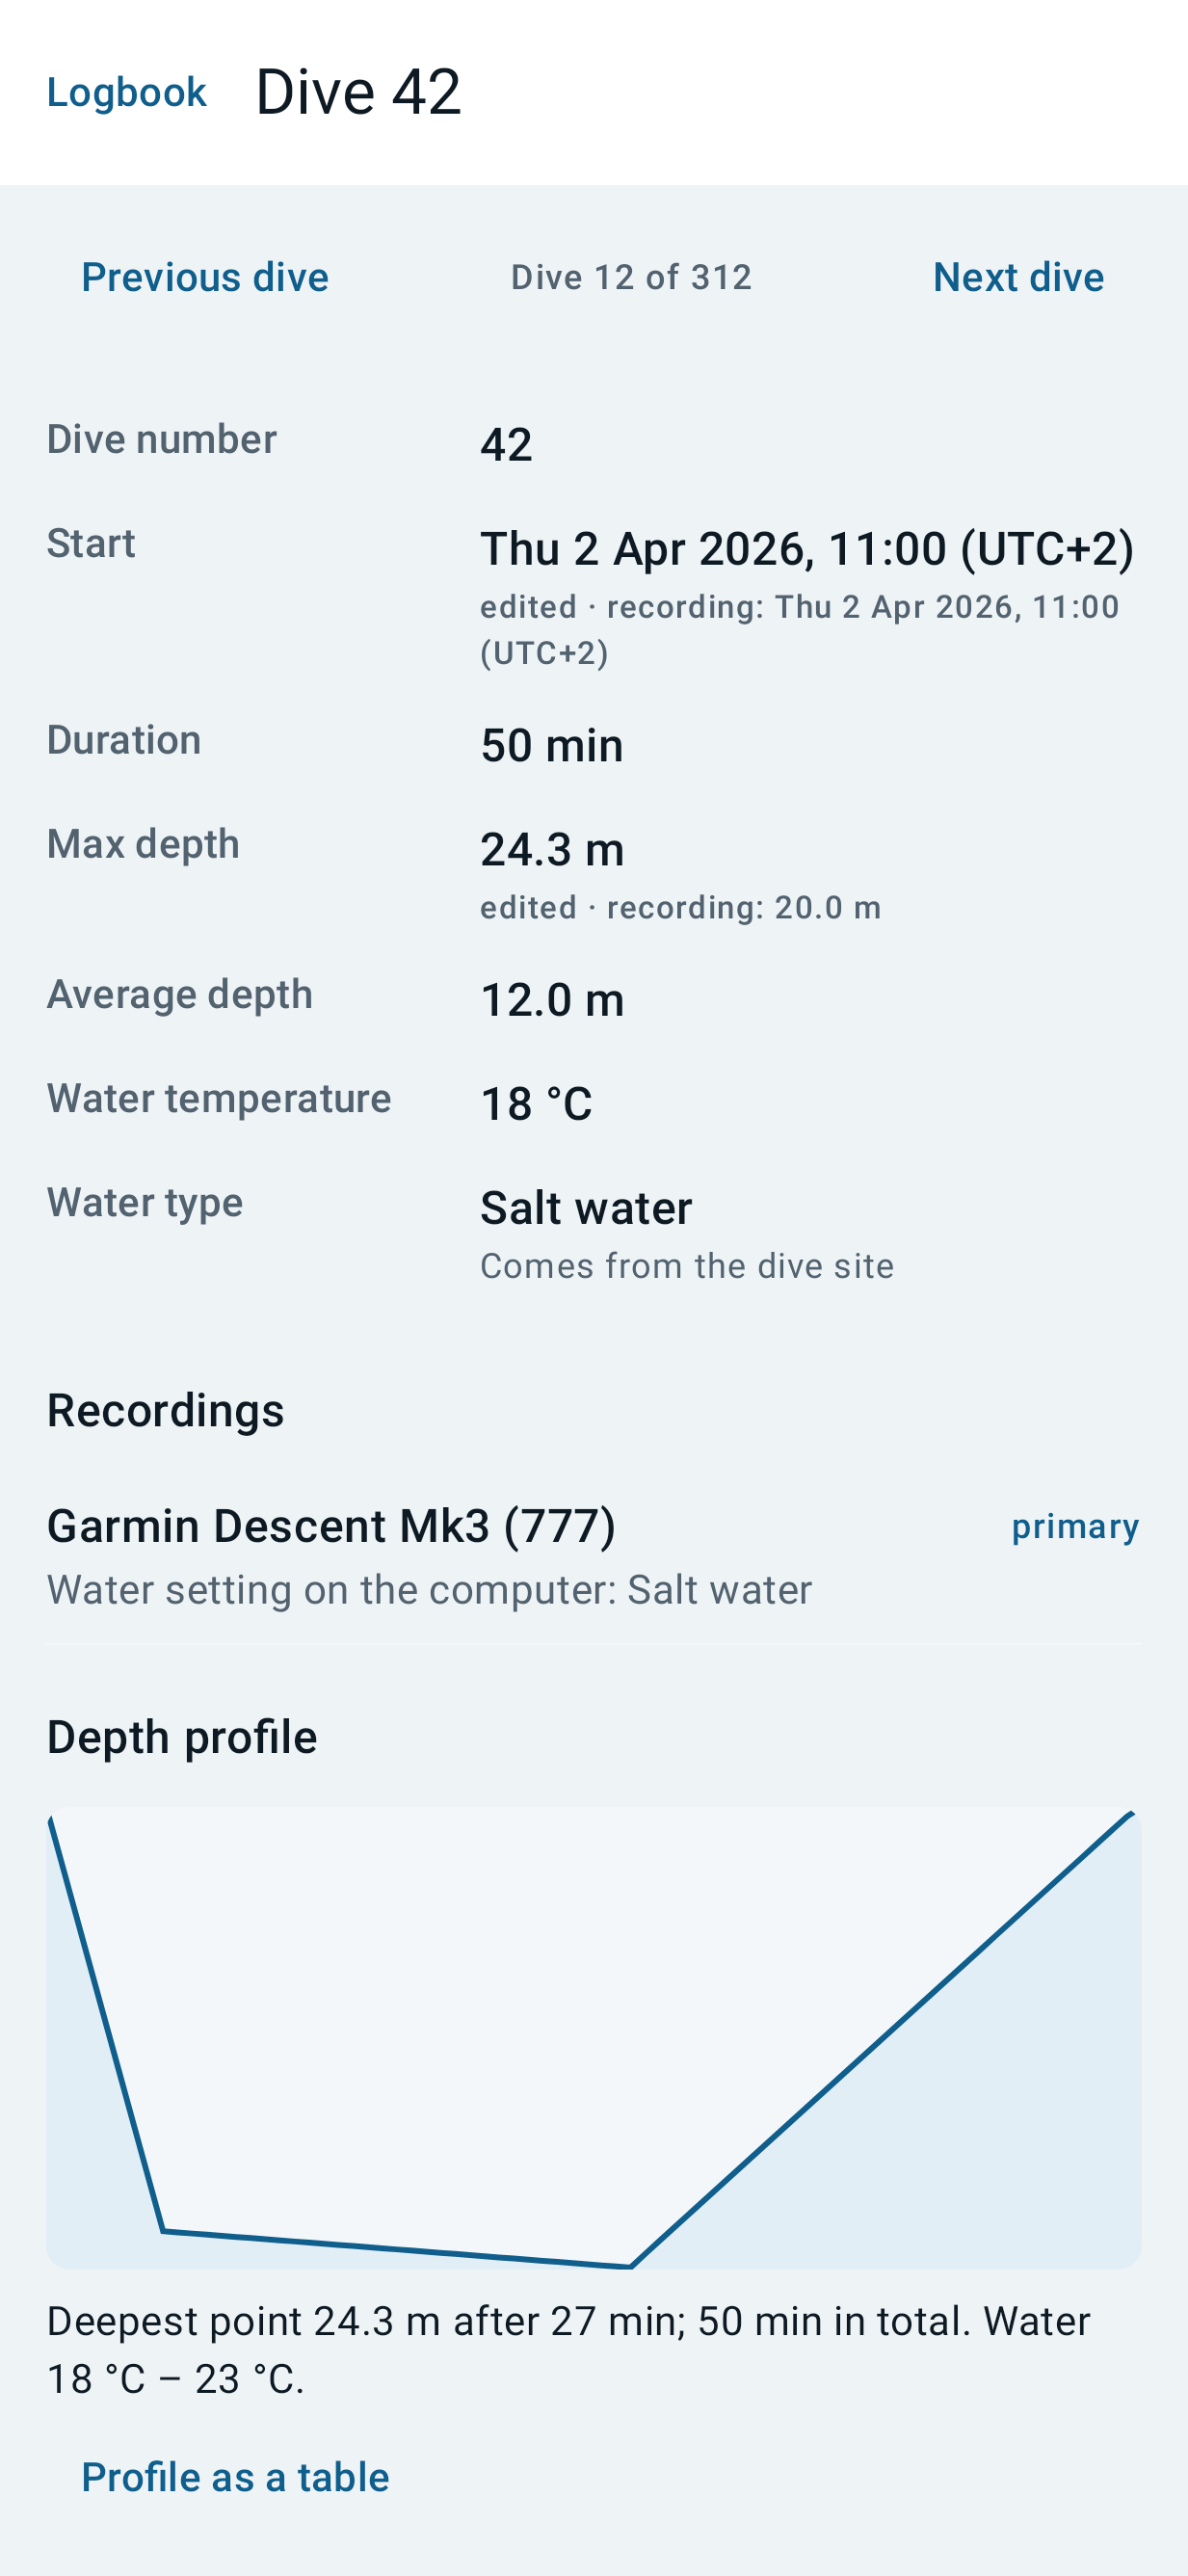 Logbook Dive 42
Previous dive Dive 12 of 312 Next dive
Dive number 42
Start Thu 2 Apr 2026, 11:00 (UTC+2)
edited · recording: Thu 2 Apr 2026, 11:00
(UTC+2)
Duration 50 min
Max depth 24.3 m
edited · recording: 20.0 m
Average depth 12.0 m
Water temperature 18 °C
Water type Salt water
Comes from the dive site
Recordings
Garmin Descent Mk3 (777) primary
Water setting on the computer: Salt water
Depth profile
Deepest point 24.3 m after 27 min; 50 min in total. Water
18 °C – 23 °C.
Profile as a table